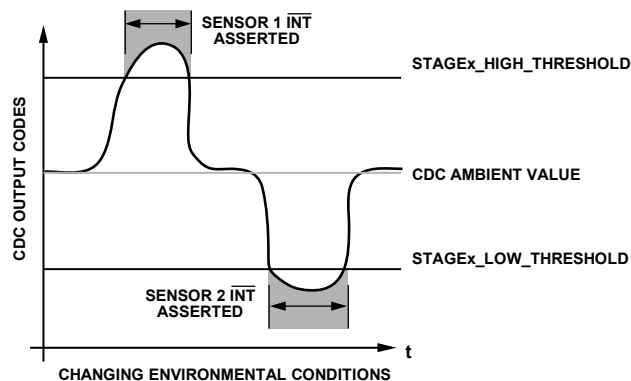 SENSOR 1 INT
ASSERTED
STAGEx_HIGH_THRESHOLD
CDC OUTPUT CODES
CDC AMBIENT VALUE
STAGEx_LOW_THRESHOLD
SENSOR 2 INT
ASSERTED
t
CHANGING ENVIRONMENTAL CONDITIONS